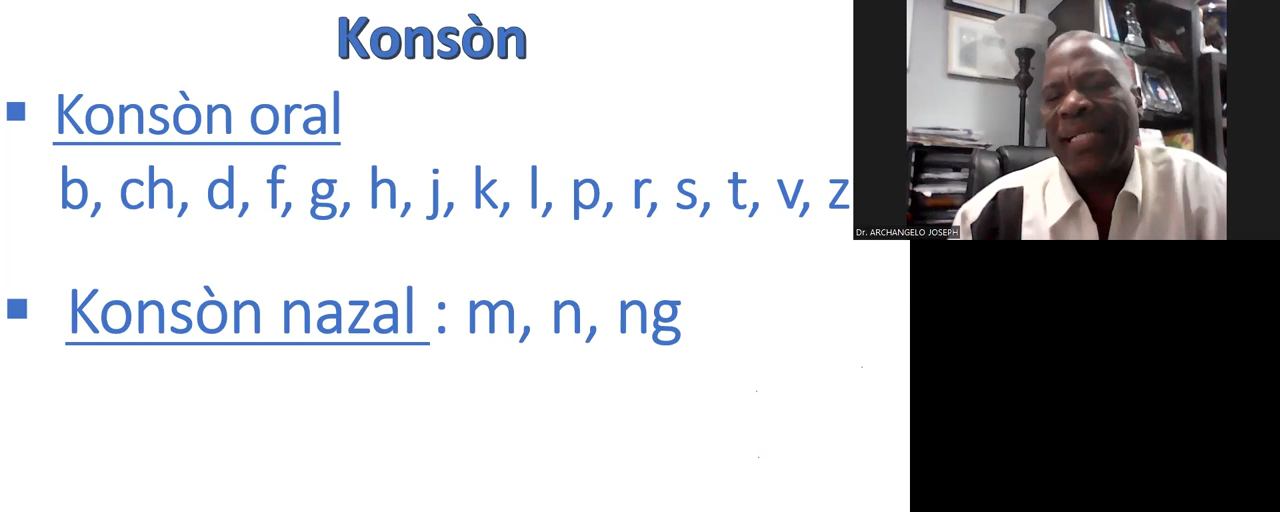 Konsòn
Konsòn oral
b, ch, d, f, g, h, j, k, l, p, r, s, t, v, z
Konsòn nazal : m, n, ng
Dr. ARCHANGELO JOSEPH